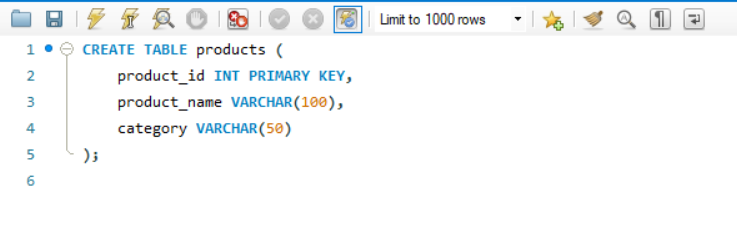 Limit to 1000 rows
1 CREATE TABLE products (
2 product_id INT PRIMARY KEY,
3 product_name VARCHAR(100),
4 category VARCHAR(50)
5 );
6